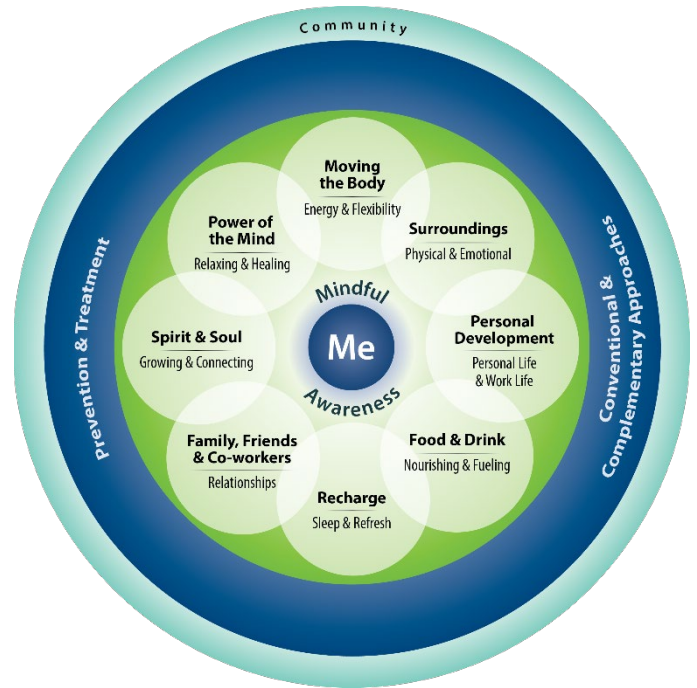 Community
Prevention & Treatment
Conventional &
Complementary Approaches
Moving
the Body
Energy & Flexibility
Surroundings
Physical & Emotional
Personal
Development
Personal Life
& Work Life
Food & Drink
Nourishing & Fueling
Recharge
Sleep & Refresh
Family, Friends
& Co-workers
Relationships
Spirit & Soul
Growing & Connecting
Power of
the Mind
Relaxing & Healing
Mindful
Me
Awareness